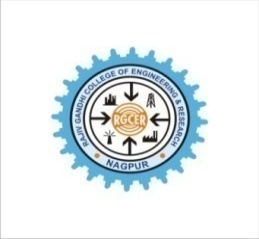 RAJIV GANDHI COLLEGE OF ENGINEERING & RESEARCH
RGCER
NAGPUR